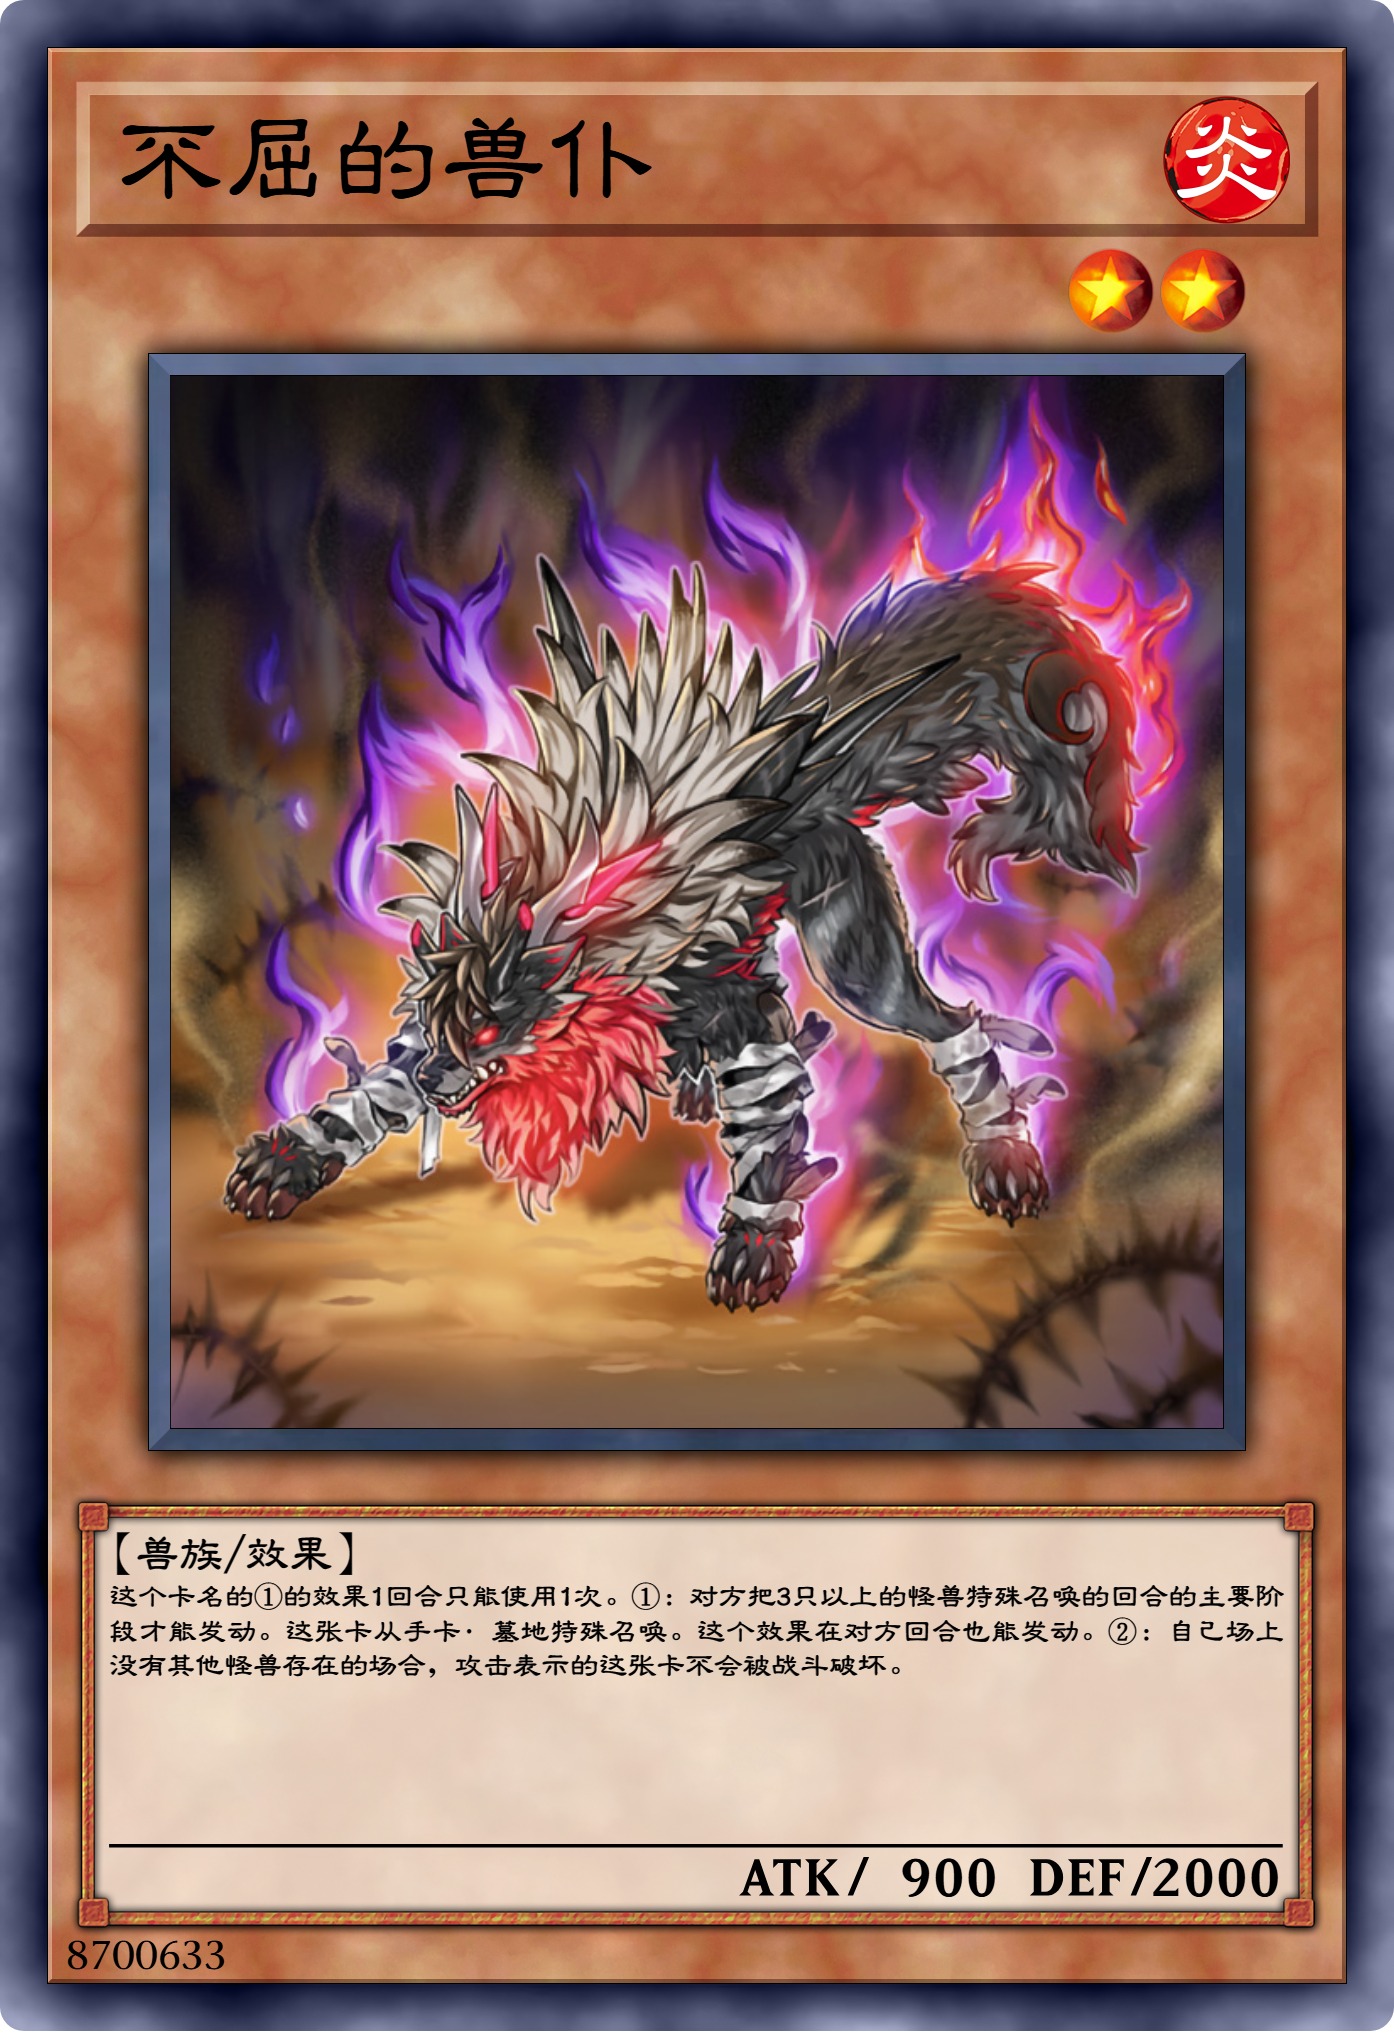 不屈的兽仆
炎
【兽族/效果】
这个卡名的①的效果1回合只能使用1次。①：对方把3只以上的怪兽特殊召唤的回合的主要阶
段才能发动。这张卡从手卡·墓地特殊召唤。这个效果在对方回合也能发动。②：自己场上
没有其他怪兽存在的场合，攻击表示的这张卡不会被战斗破坏。
ATK/ 900 DEF/2000
8700633